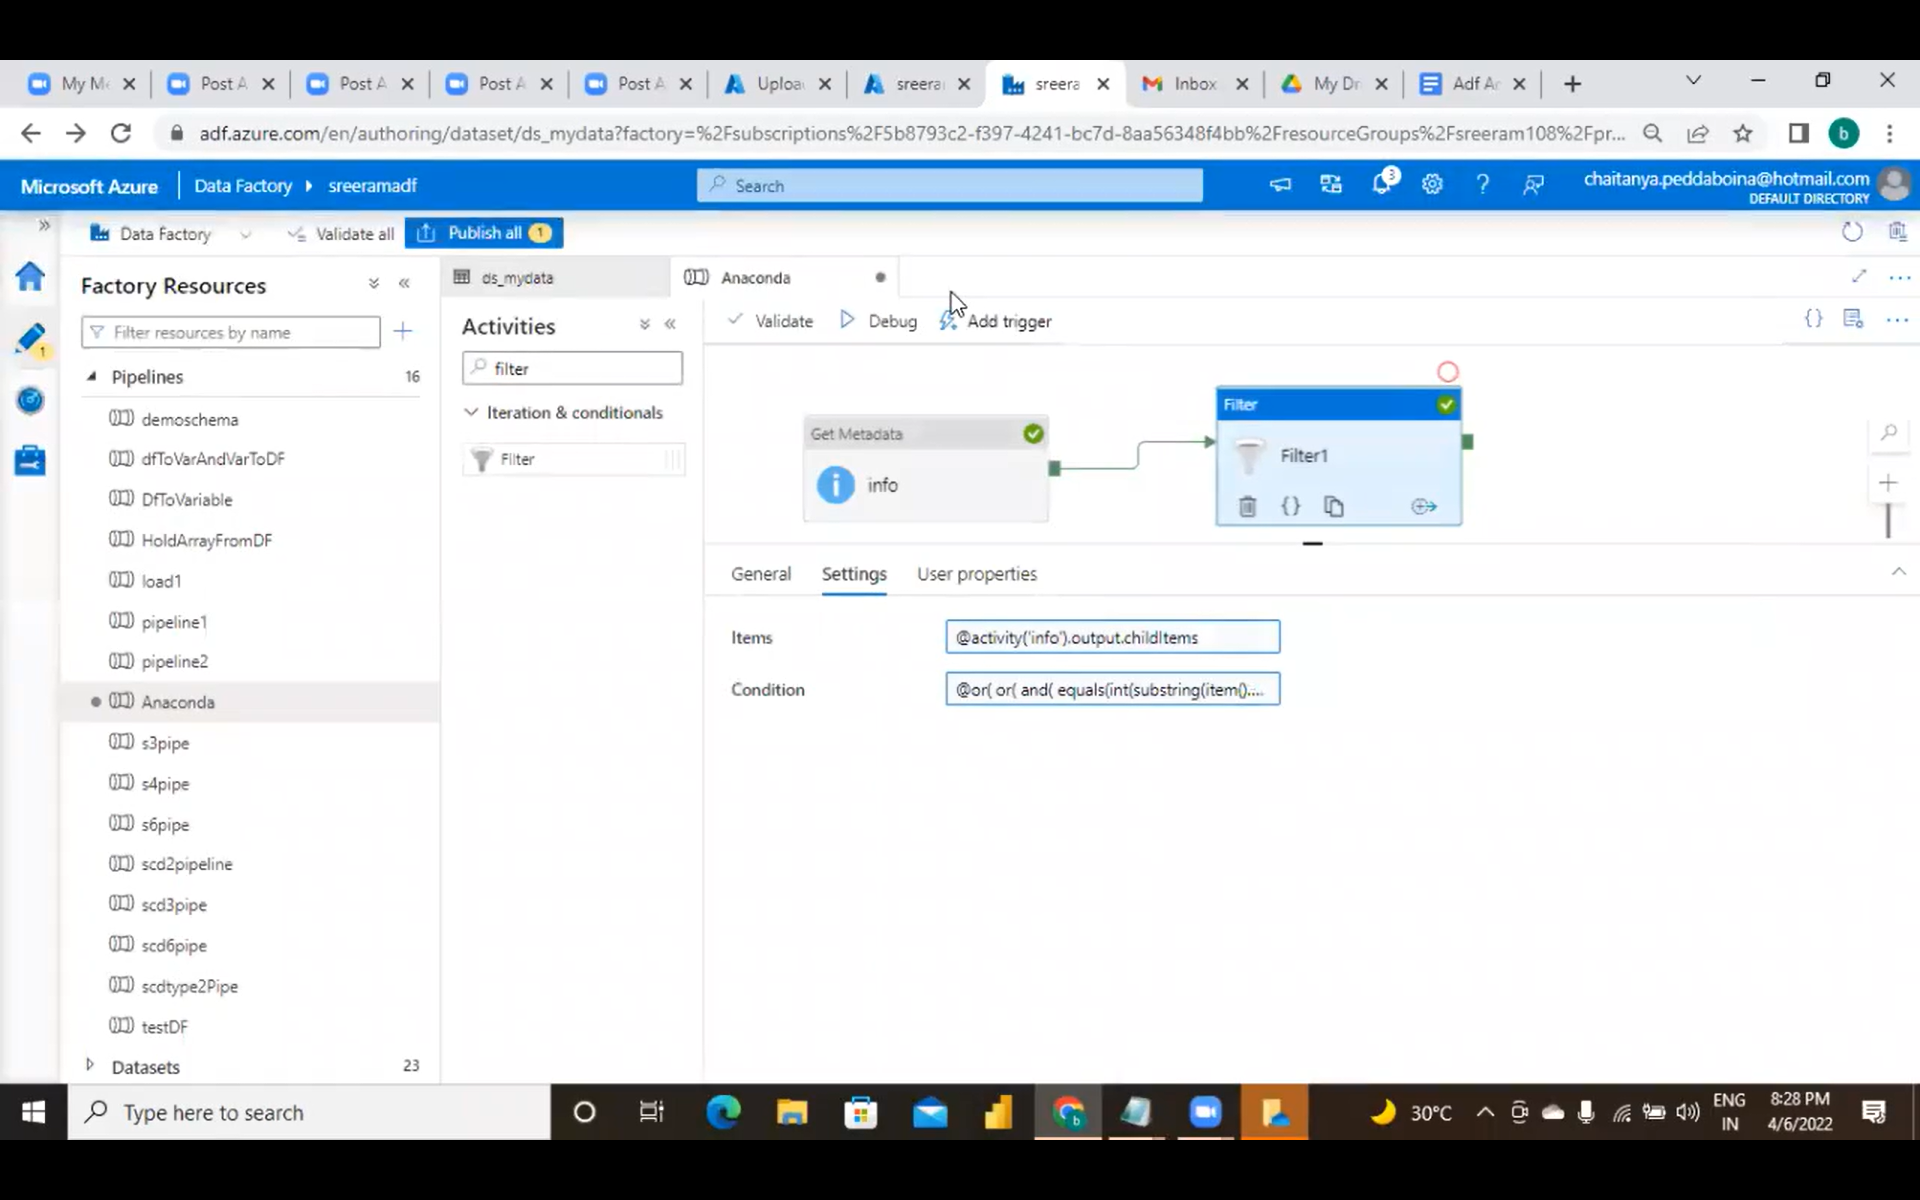 My Me
Post A
Post A
Post A
Post A
Uploa
sreera
sreera
Inbox
My Dr
Adf Ac
adf.azure.com/en/authoring/dataset/ds_mydata?factory=%2Fsubscriptions%2F5b8793c2-f397-4241-bc7d-8aa56348f4bb%2FresourceGroups%2Fsreeram108%2Fpr...
b
Microsoft Azure
Data Factory
sreeramadf
Search
3
chaitanya.peddaboina@hotmail.com
DEFAULT DIRECTORY
Data Factory
Validate all
Publish all
1
Factory Resources
Filter resources by name
Pipelines
16
demoschema
dfToVarAndVarToDF
DfToVariable
HoldArrayFromDF
load1
pipeline1
pipeline2
Anaconda
s3pipe
s4pipe
s6pipe
scd2pipeline
scd3pipe
scd6pipe
scdtype2Pipe
testDF
Datasets
23
1
ds_mydata
Anaconda
Activities
filter
Iteration & conditionals
Filter
Validate
Debug
Add trigger
Get Metadata
info
Filter
Filter1
General
Settings
User properties
Items
@activity('info').output.childItems
Condition
@or( or( and( equals(int(substring(item()....
Type here to search
30°C
ENG
IN
8:28 PM
4/6/2022